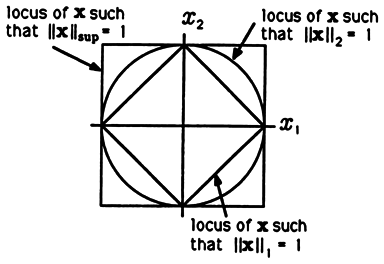 locus of x such
that ||x||sup = 1
x2
locus of x such
that ||x||2 = 1
x1
locus of x such
that ||x||1 = 1